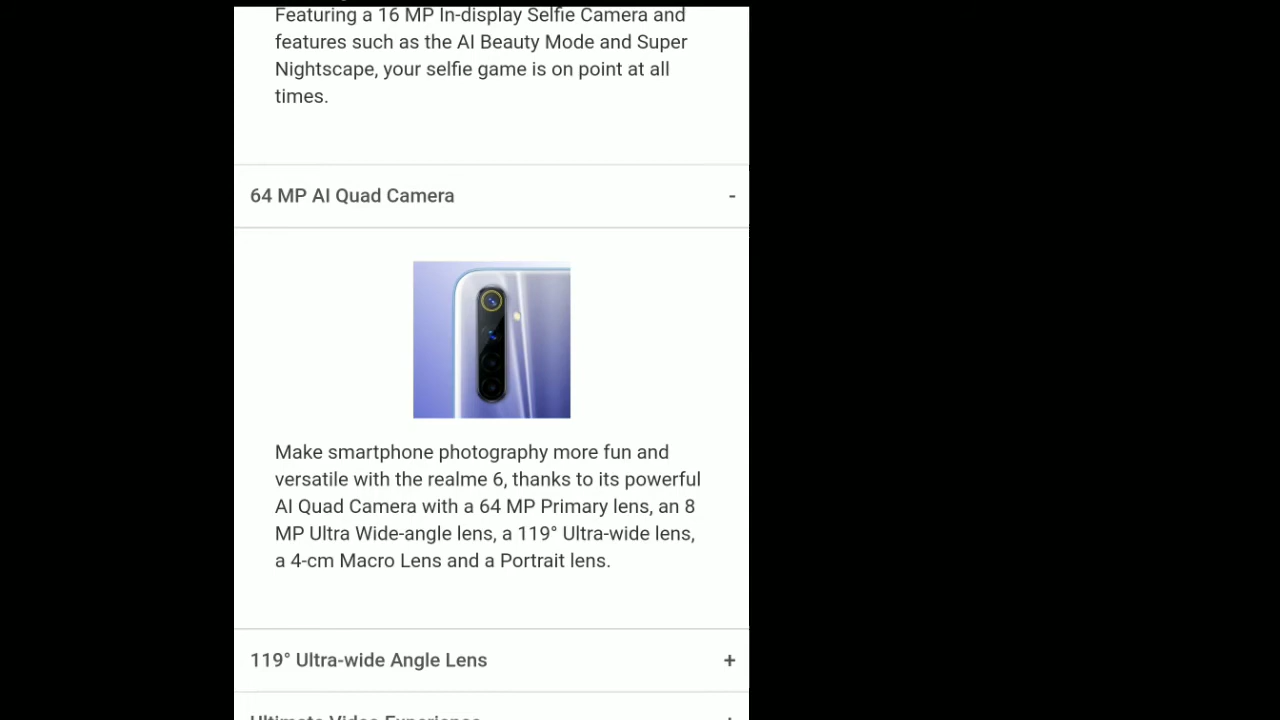 Featuring a 16 MP In-display Selfie Camera and
features such as the AI Beauty Mode and Super
Nightscape, your selfie game is on point at all
times.
64 MP AI Quad Camera -
Make smartphone photography more fun and
versatile with the realme 6, thanks to its powerful
AI Quad Camera with a 64 MP Primary lens, an 8
MP Ultra Wide-angle lens, a 119° Ultra-wide lens,
a 4-cm Macro Lens and a Portrait lens.
119° Ultra-wide Angle Lens +
Ultimate Video Experience +